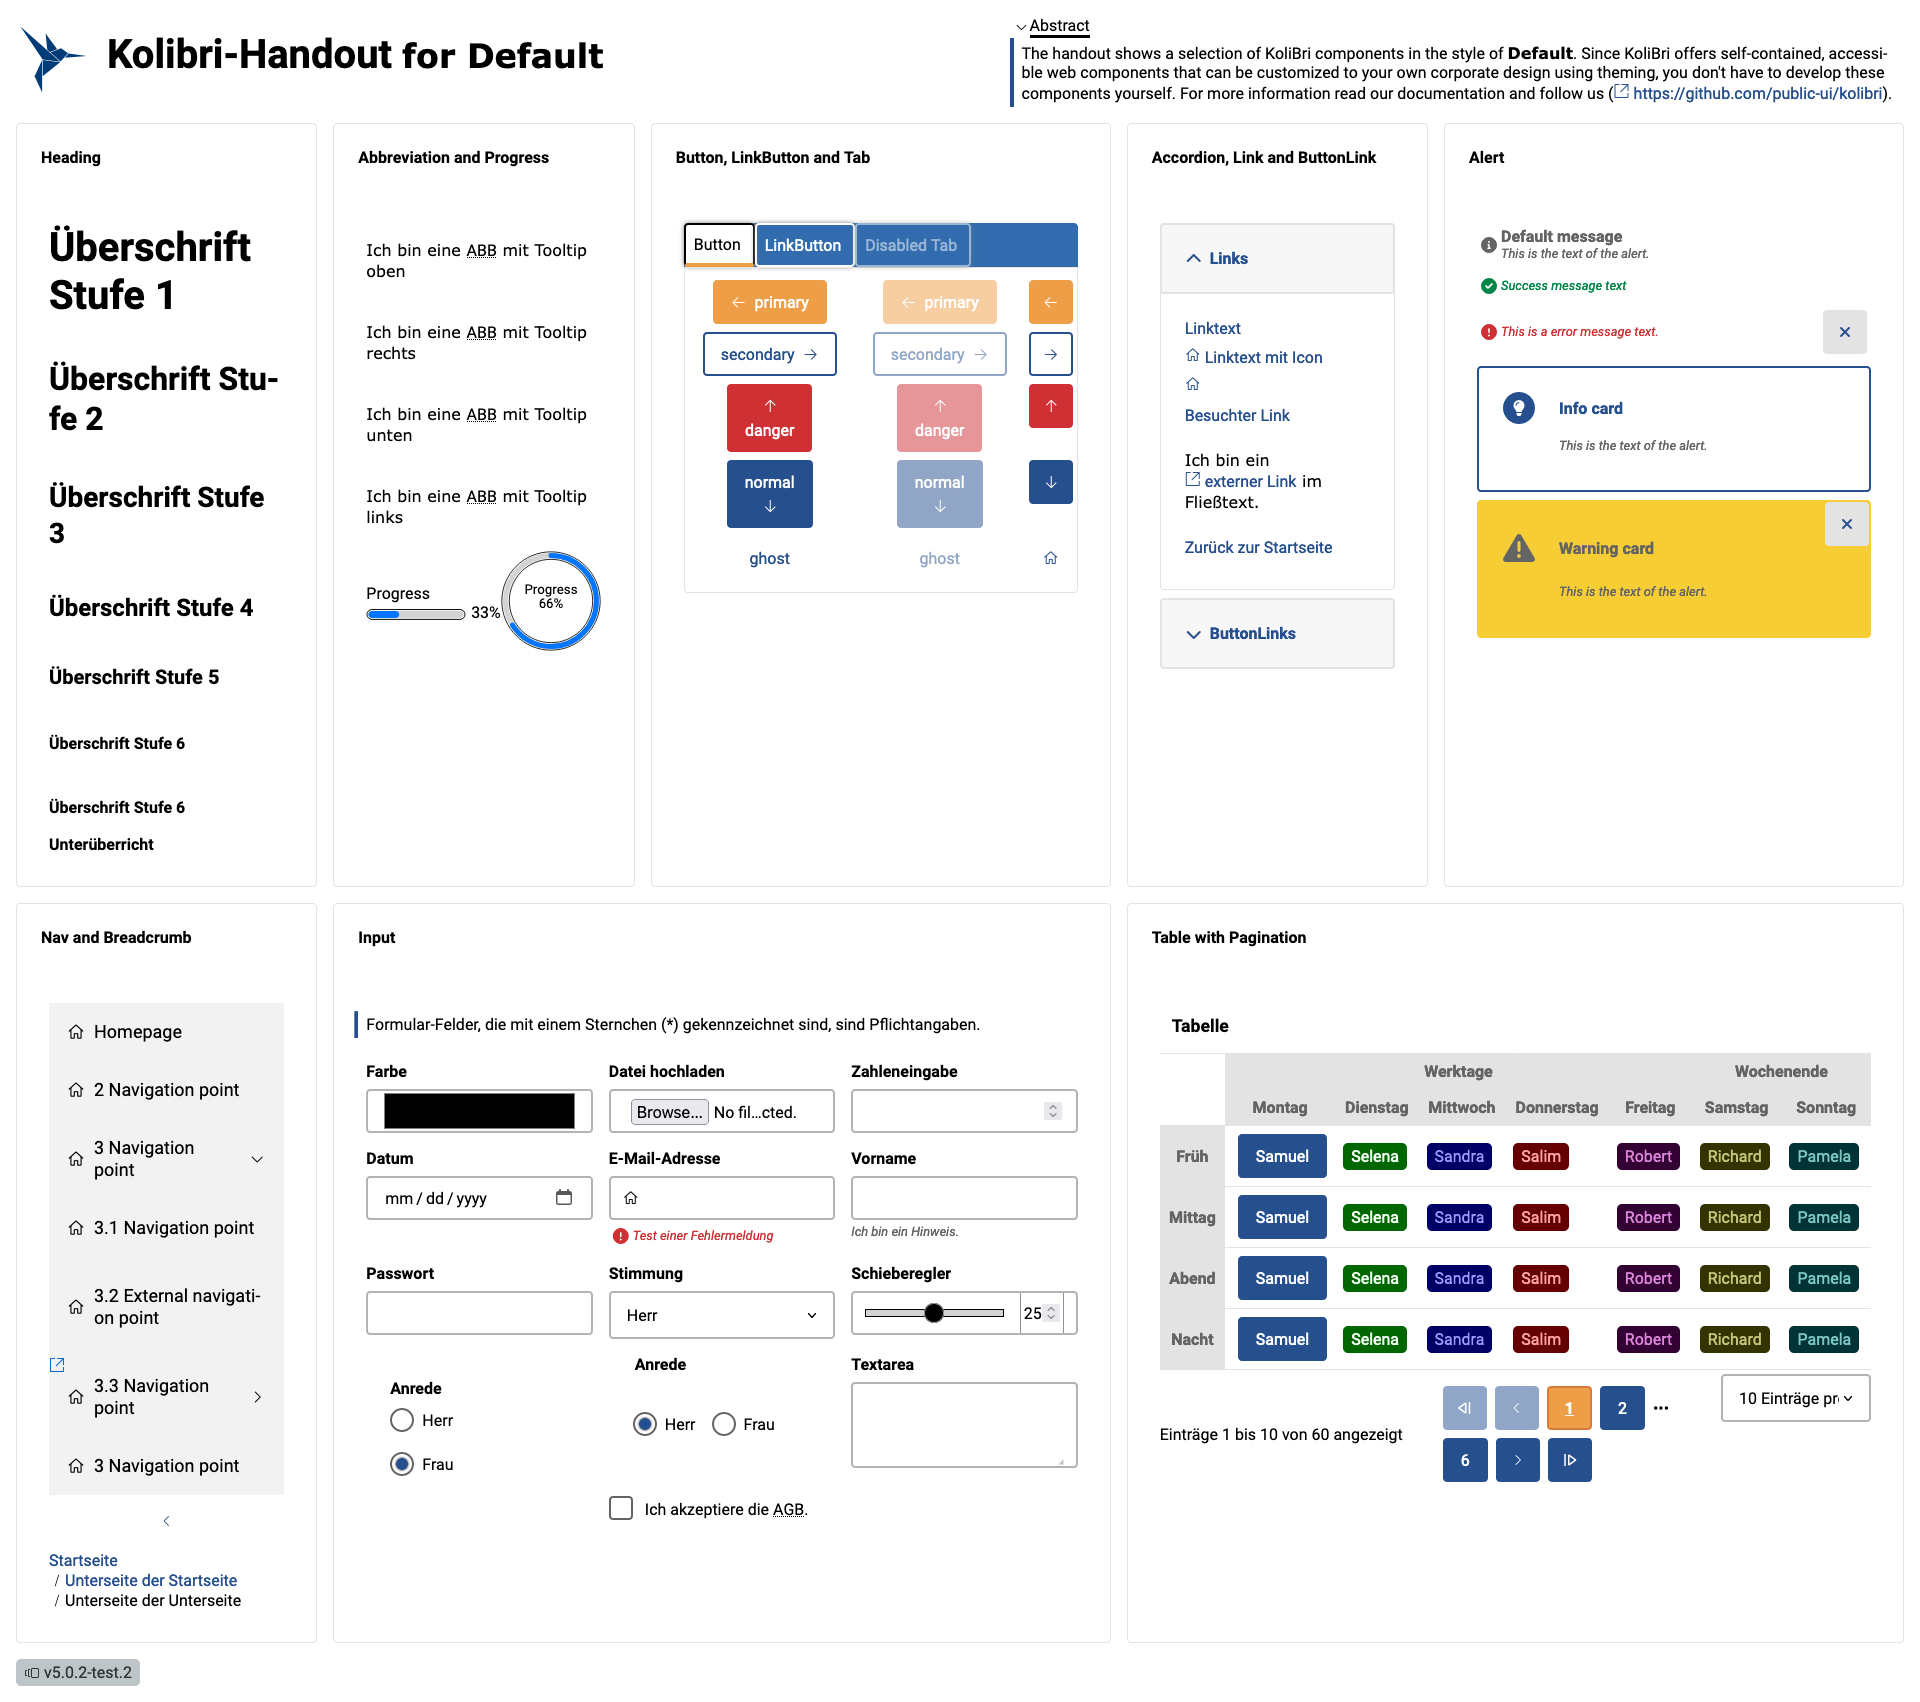 Kolibri-Handout for Default
Abstract
The handout shows a selection of KoliBri components in the style of Default. Since KoliBri offers self-contained, accessi-
ble web components that can be customized to your own corporate design using theming, you don't have to develop these
components yourself. For more information read our documentation and follow us (https://github.com/public-ui/kolibri).
Heading
Überschrift
Stufe 1
Überschrift Stu-
fe 2
Überschrift Stufe
3
Überschrift Stufe 4
Überschrift Stufe 5
Überschrift Stufe 6
Überschrift Stufe 6
Unterüberricht
Abbreviation and Progress
Ich bin eine ABB mit Tooltip
oben
Ich bin eine ABB mit Tooltip
rechts
Ich bin eine ABB mit Tooltip
unten
Ich bin eine ABB mit Tooltip
links
Progress
33%
Progress
66%
Button, LinkButton and Tab
Button LinkButton Disabled Tab
primary primary
secondary secondary
danger danger
normal normal
ghost ghost
Accordion, Link and ButtonLink
Links
Linktext
Linktext mit Icon
Besuchter Link
Ich bin ein
externer Link im
Fließtext.
Zurück zur Startseite
ButtonLinks
Alert
Default message
This is the text of the alert.
Success message text
This is a error message text.
Info card
This is the text of the alert.
Warning card
This is the text of the alert.
Nav and Breadcrumb
Homepage
2 Navigation point
3 Navigation
point
3.1 Navigation point
3.2 External navigati-
on point
3.3 Navigation
point
3 Navigation point
Startseite
/ Unterseite der Startseite
/ Unterseite der Unterseite
Input
Formular-Felder, die mit einem Sternchen (*) gekennzeichnet sind, sind Pflichtangaben.
Farbe Datei hochladen Zahleneingabe
Browse... No fil...cted.
Datum E-Mail-Adresse Vorname
mm / dd / yyyy
Test einer Fehlermeldung Ich bin ein Hinweis.
Passwort Stimmung Schieberegler
Herr 25
Anrede Anrede Textarea
Herr Herr Frau
Frau
Ich akzeptiere die AGB.
Table with Pagination
Tabelle
Werktage Wochenende
Montag Dienstag Mittwoch Donnerstag Freitag Samstag Sonntag
Früh Samuel Selena Sandra Salim Robert Richard Pamela
Mittag Samuel Selena Sandra Salim Robert Richard Pamela
Abend Samuel Selena Sandra Salim Robert Richard Pamela
Nacht Samuel Selena Sandra Salim Robert Richard Pamela
Einträge 1 bis 10 von 60 angezeigt
1 2 ...
6
10 Einträge pr
v5.0.2-test.2